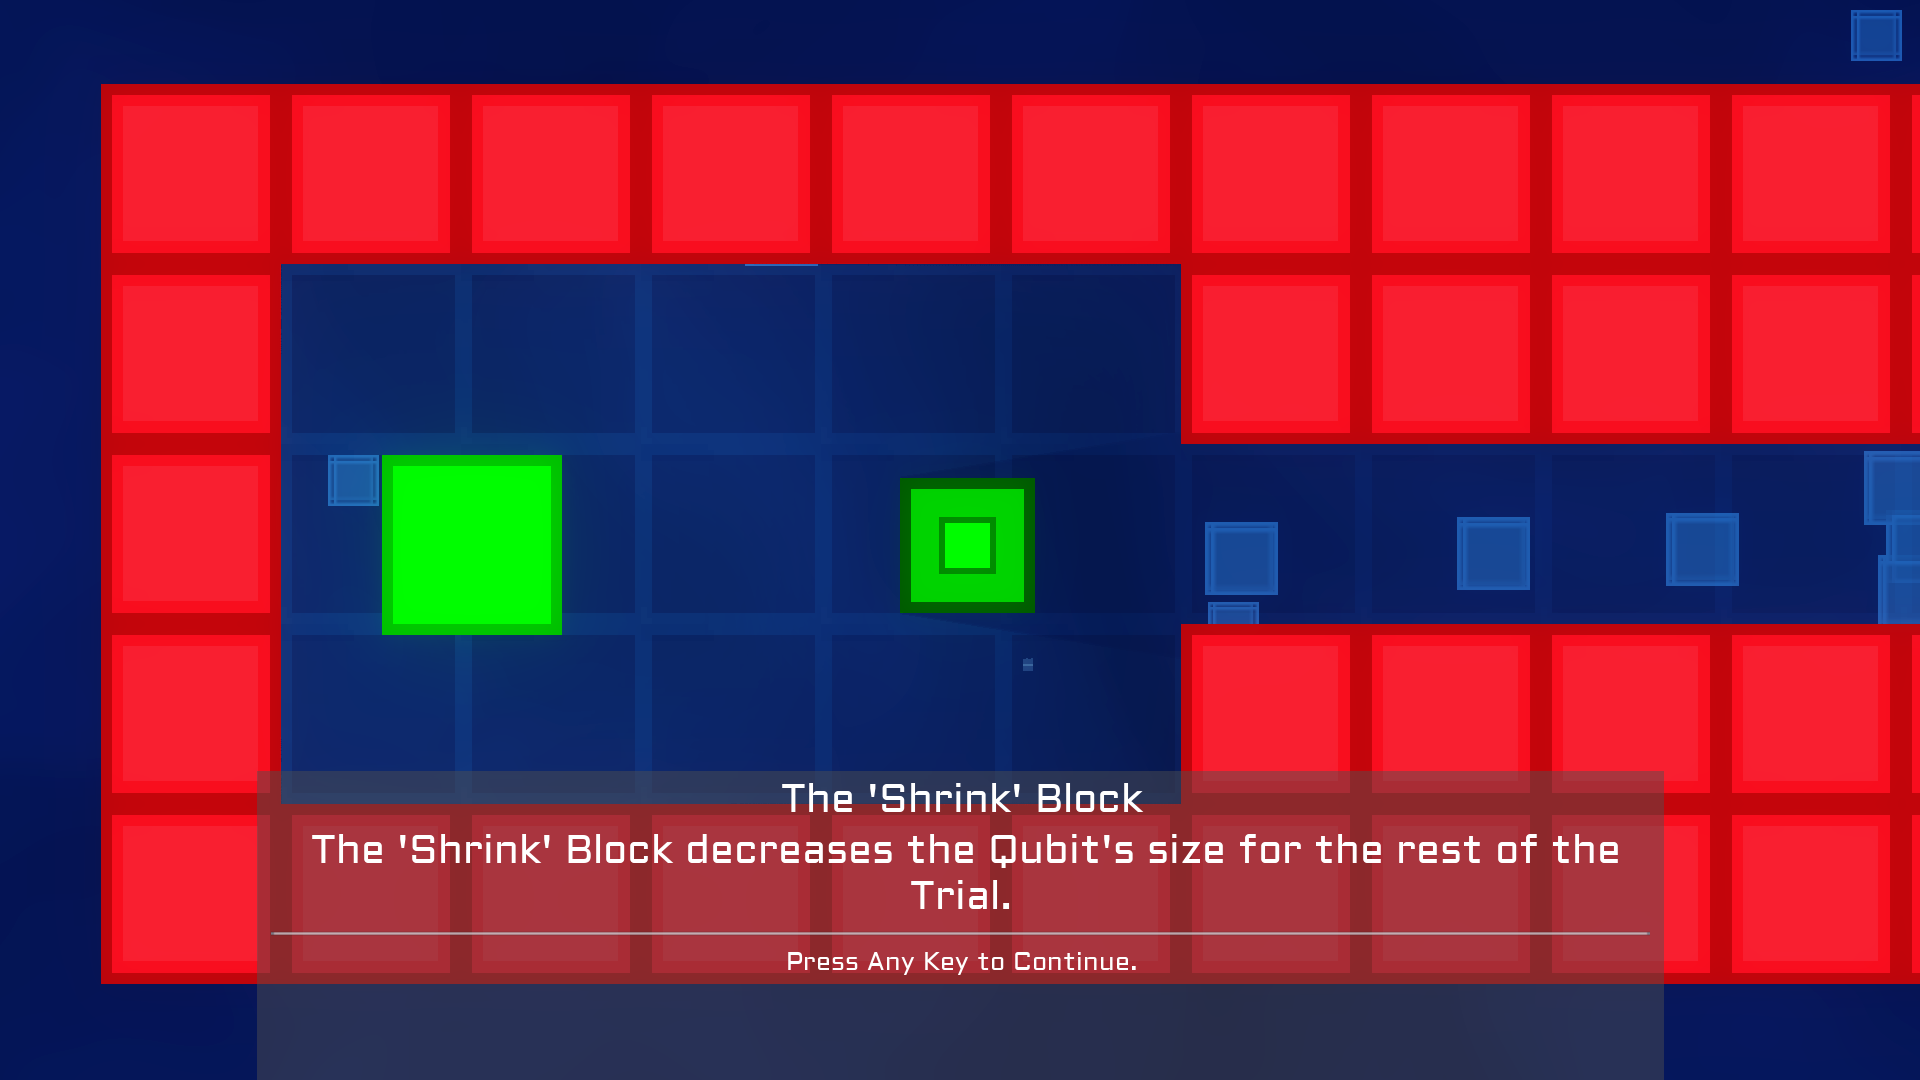 The 'Shrink' Block
The 'Shrink' Block decreases the Qubit's size for the rest of the
Trial.
Press Any Key to Continue.